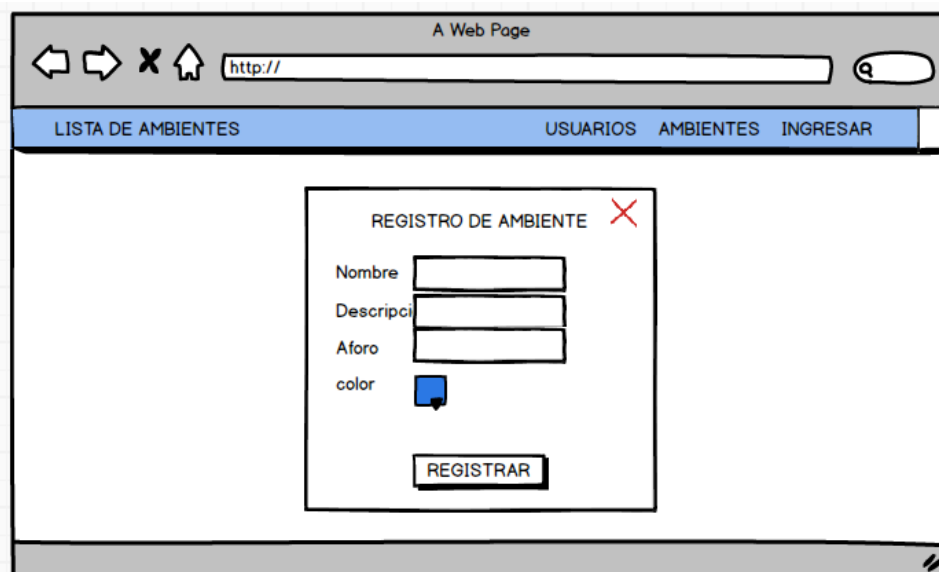 A Web Page
http://
LISTA DE AMBIENTES USUARIOS AMBIENTES INGRESAR
REGISTRO DE AMBIENTE
Nombre
Descripci
Aforo
color
REGISTRAR